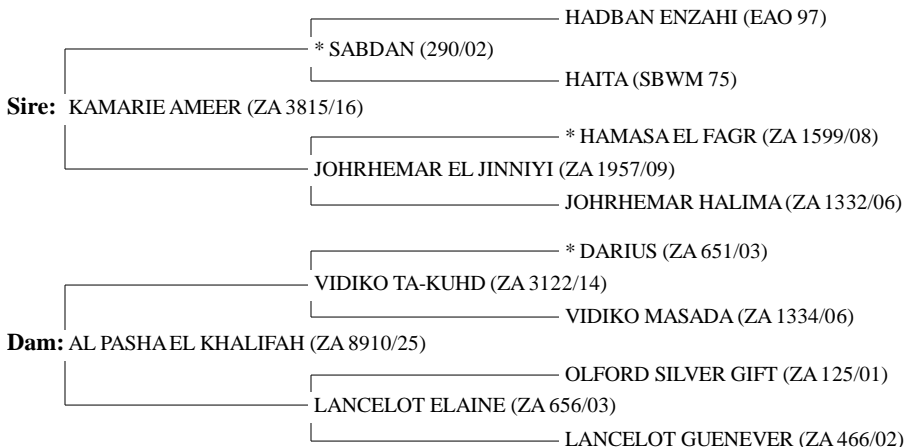 HADBAN ENZAHI (EAO 97)
* SABDAN (290/02)
HAITA (SBWM 75)
Sire: KAMARIE AMEER (ZA 3815/16)
* HAMASA EL FAGR (ZA 1599/08)
JOHRHEMAR EL JINNIYI (ZA 1957/09)
JOHRHEMAR HALIMA (ZA 1332/06)
* DARIUS (ZA 651/03)
VIDIKO TA-KUHD (ZA 3122/14)
VIDIKO MASADA (ZA 1334/06)
Dam: AL PASHA EL KHALIFAH (ZA 8910/25)
OLFORD SILVER GIFT (ZA 125/01)
LANCELOT ELAINE (ZA 656/03)
LANCELOT GUENEVER (ZA 466/02)